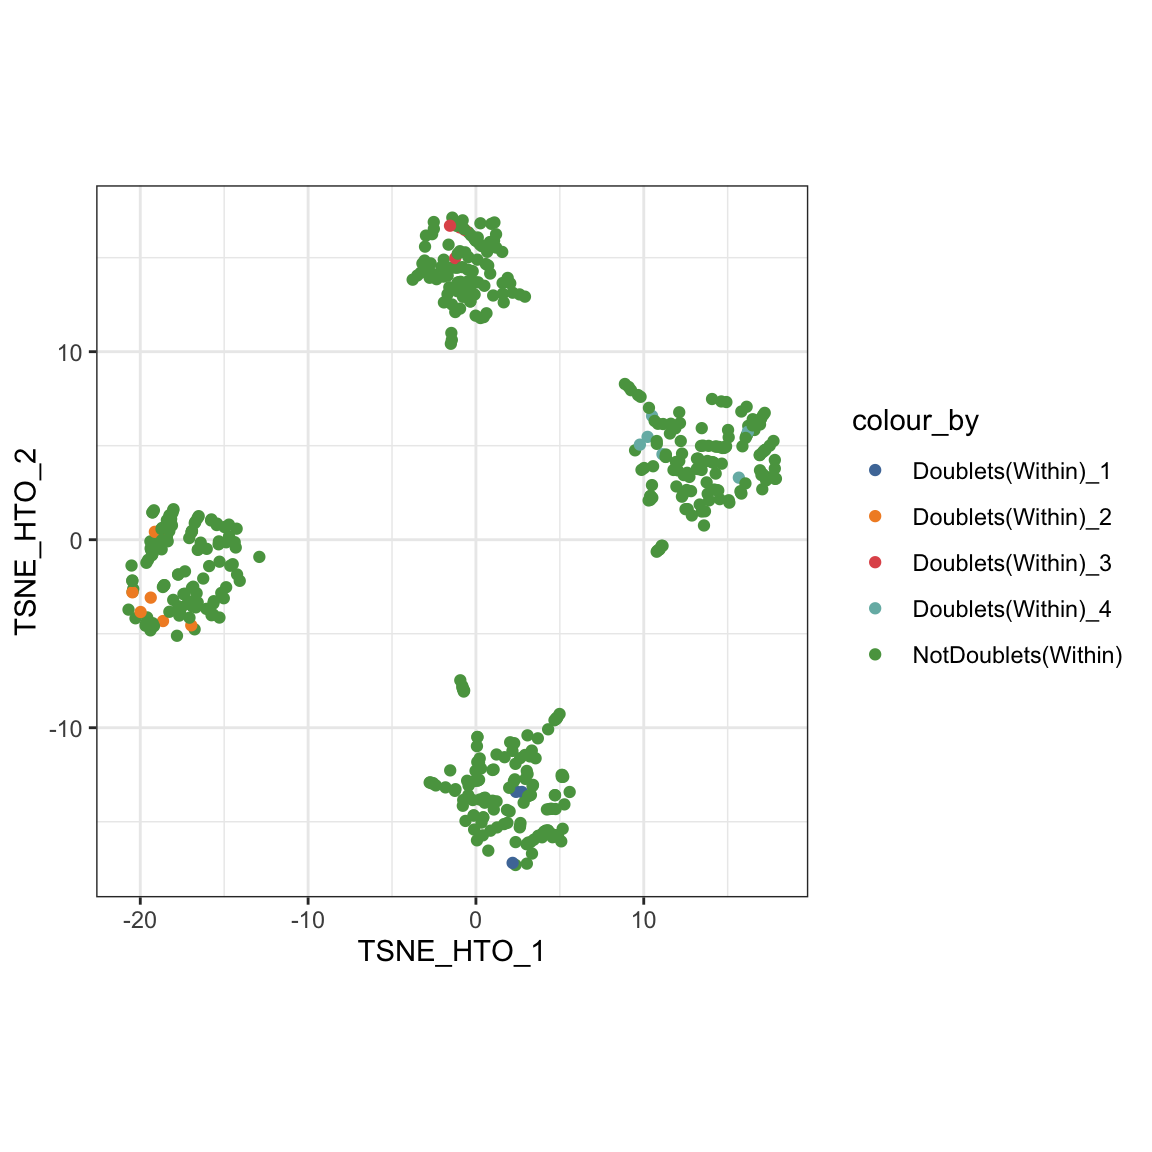 TSNE_HTO_2
10
0
-10
-20
-10
0
10
TSNE_HTO_1
colour_by
Doublets(Within)_1
Doublets(Within)_2
Doublets(Within)_3
Doublets(Within)_4
NotDoublets(Within)